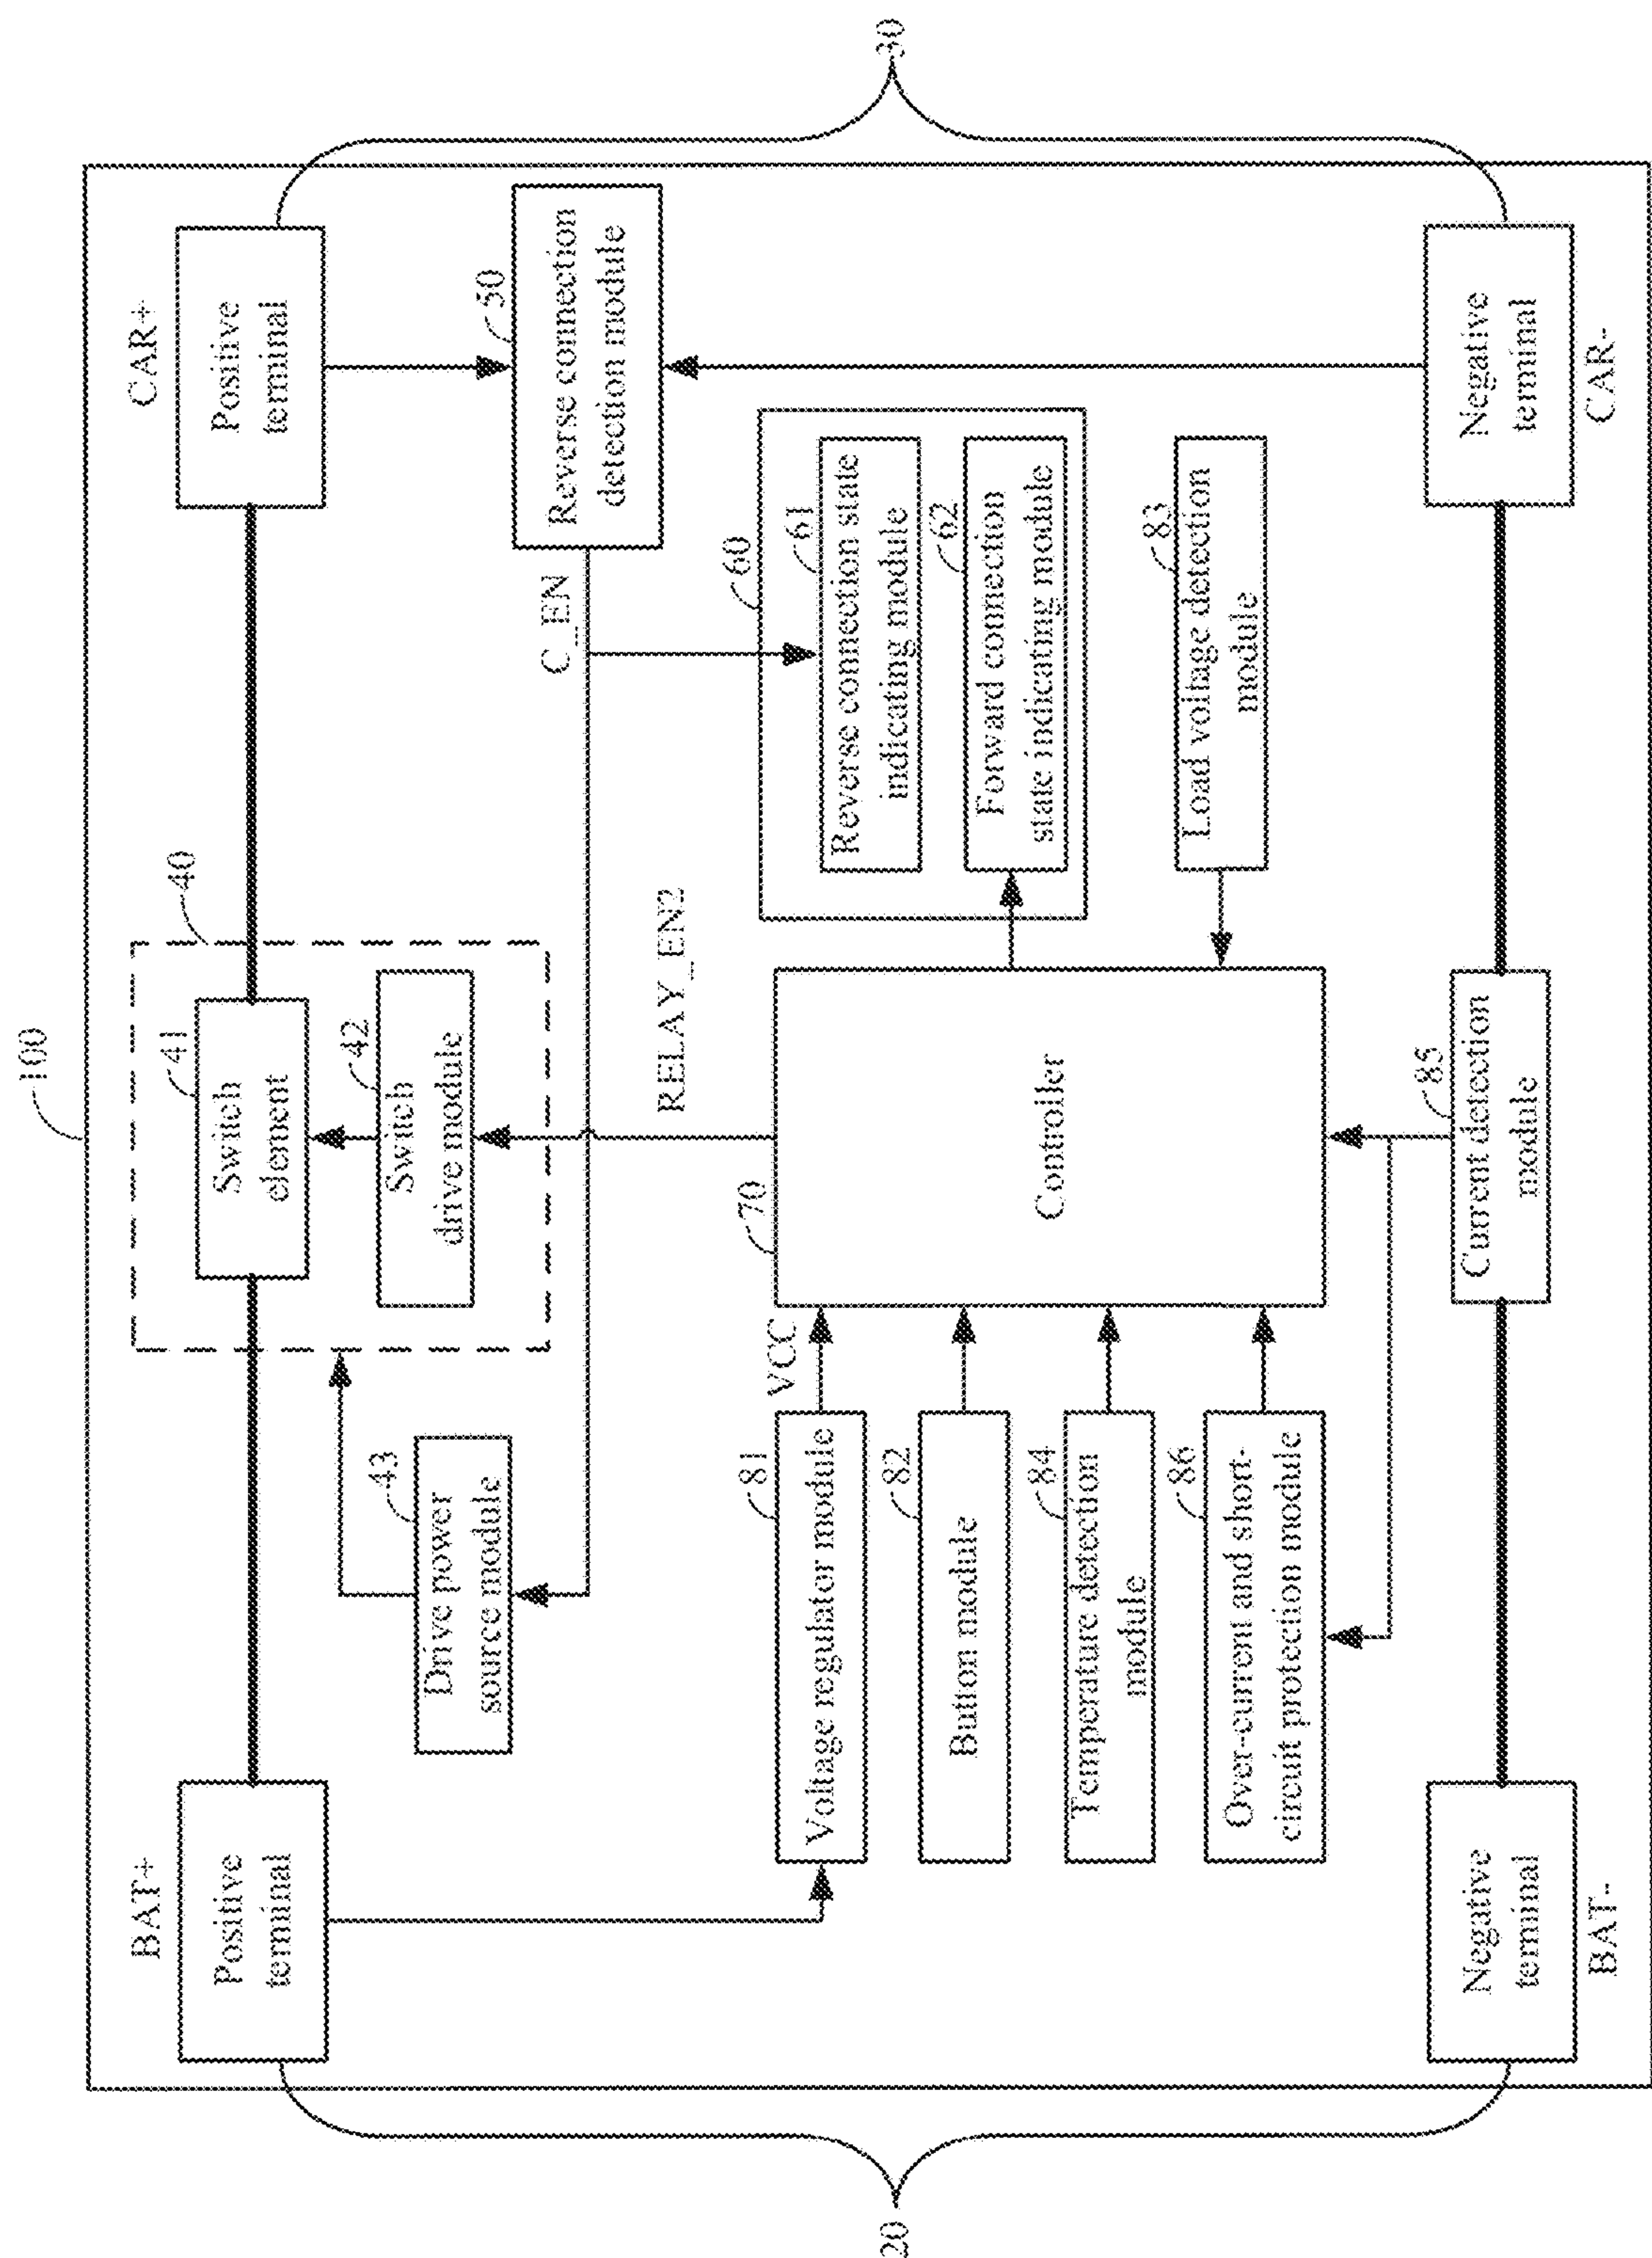 100
BAT+
CAR+
Positive
terminal
40
41
Switch
element
Positive
terminal
42
Switch
drive module
43
Drive power
source module
50
Reverse connection
detection module
C_EN
RELAY_EN2
20
30
81
Voltage regulator module
VCC
70
Controller
60
61
Reverse connection state
indicating module
82
Button module
62
Forward connection
state indicating module
84
Temperature detection
module
83
Load voltage detection
module
86
Over-current and short-
circuit protection module
85
Current detection
module
Negative
terminal
Negative
terminal
BAT-
CAR-